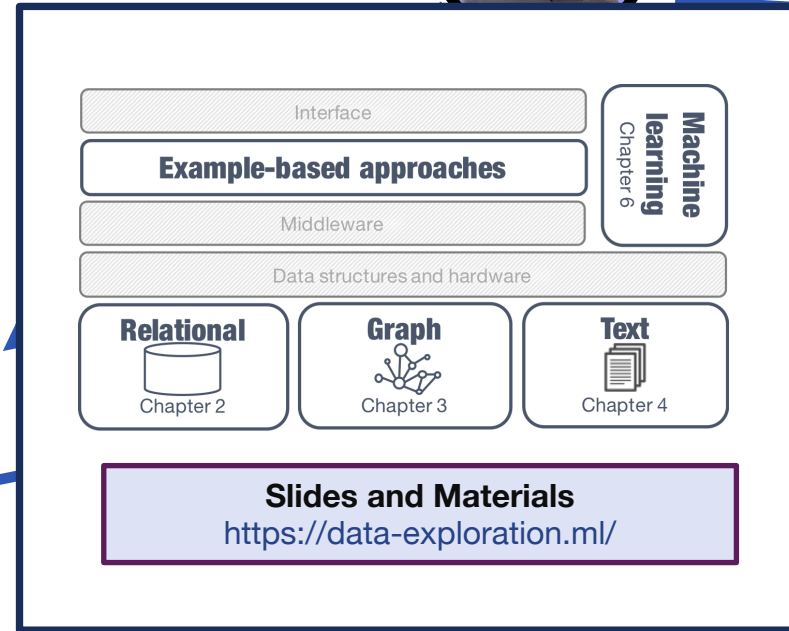 Interface
Example-based approaches
Middleware
Data structures and hardware
Machine
learning
Chapter 6
Relational
Chapter 2
Graph
Chapter 3
Text
Chapter 4
Slides and Materials
https://data-exploration.ml/